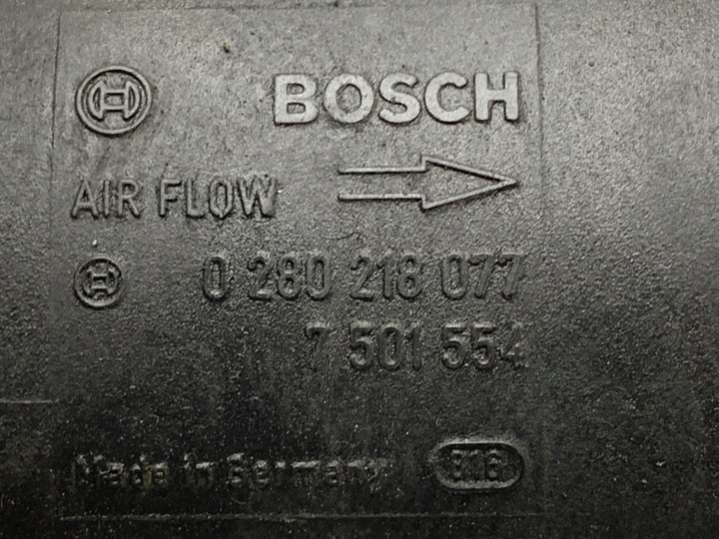 BOSCH
AIR FLOW
0 280 218 077
7 501 554
Made in Germany 816